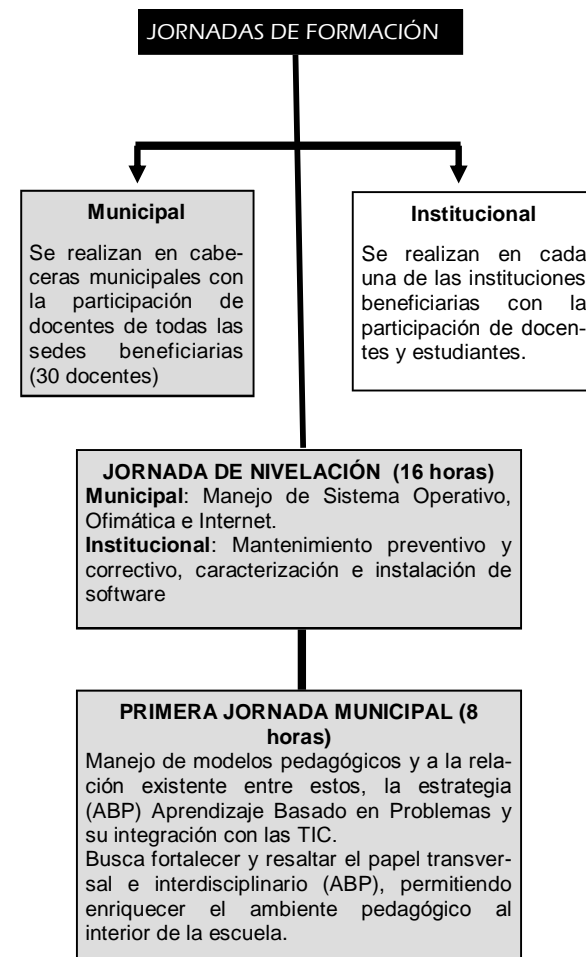 JORNADAS DE FORMACIÓN
Municipal
Se realizan en cabe-
ceras municipales con
la participación de
docentes de todas las
sedes beneficiarias
(30 docentes)
Institucional
Se realizan en cada
una de las instituciones
beneficiarias con la
participación de docen-
tes y estudiantes.
JORNADA DE NIVELACIÓN (16 horas)
Municipal: Manejo de Sistema Operativo,
Ofimática e Internet.
Institucional: Mantenimiento preventivo y
correctivo, caracterización e instalación de
software
PRIMERA JORNADA MUNICIPAL (8
horas)
Manejo de modelos pedagógicos y a la rela-
ción existente entre estos, la estrategia
(ABP) Aprendizaje Basado en Problemas y
su integración con las TIC.
Busca fortalecer y resaltar el papel transver-
sal e interdisciplinario (ABP), permitiendo
enriquecer el ambiente pedagógico al
interior de la escuela.